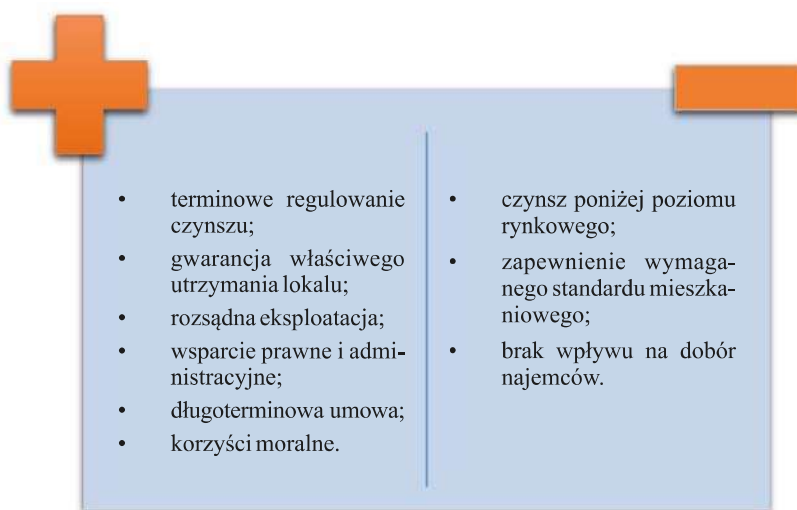 • terminowe regulowanie
czynszu;
• gwarancja właściwego
utrzymania lokalu;
• rozsądna eksploatacja;
• wsparcie prawne i admi-
nistracyjne;
• długoterminowa umowa;
• korzyści moralne.
• czynsz poniżej poziomu
rynkowego;
• zapewnienie wymaga-
nego standardu mieszka-
niowego;
• brak wpływu na dobór
najemców.